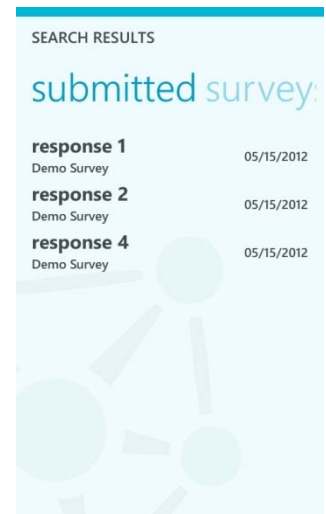 SEARCH RESULTS
submitted surveys
response 1
Demo Survey
05/15/2012
response 2
Demo Survey
05/15/2012
response 4
Demo Survey
05/15/2012